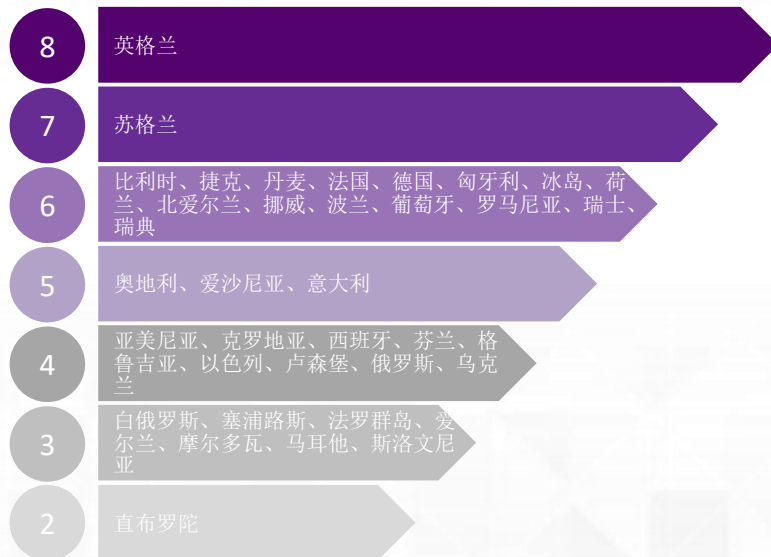 8
英格兰
7
苏格兰
6
比利时、捷克、丹麦、法国、德国、匈牙利、冰岛、荷
兰、北爱尔兰、挪威、波兰、葡萄牙、罗马尼亚、瑞士、
瑞典
5
奥地利、爱沙尼亚、意大利
4
亚美尼亚、克罗地亚、西班牙、芬兰、格
鲁吉亚、以色列、卢森堡、俄罗斯、乌克
兰
3
白俄罗斯、塞浦路斯、法罗群岛、爱
尔兰、摩尔多瓦、马耳他、斯洛文尼
亚
2
直布罗陀